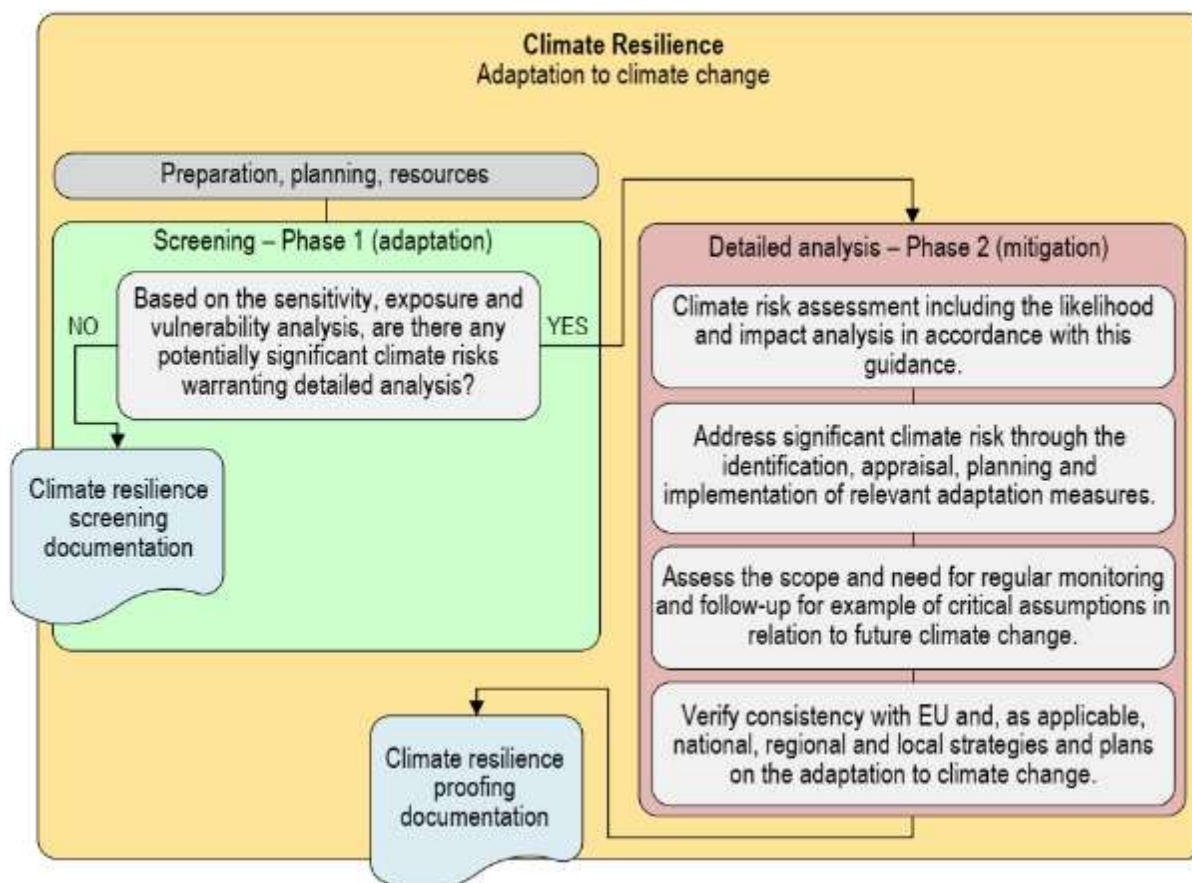 Climate Resilience
Adaptation to climate change
Preparation, planning, resources
Screening – Phase 1 (adaptation)
NO
Based on the sensitivity, exposure and
vulnerability analysis, are there any
potentially significant climate risks
warranting detailed analysis?
YES
Climate resilience
screening
documentation
Detailed analysis – Phase 2 (mitigation)
Climate risk assessment including the likelihood
and impact analysis in accordance with this
guidance.
Address significant climate risk through the
identification, appraisal, planning and
implementation of relevant adaptation measures.
Assess the scope and need for regular monitoring
and follow-up for example of critical assumptions in
relation to future climate change.
Verify consistency with EU and, as applicable,
national, regional and local strategies and plans
on the adaptation to climate change.
Climate resilience
proofing
documentation